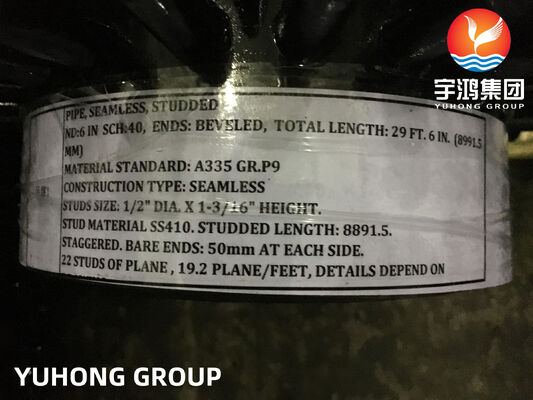 宇鸿集团
YUHONG GROUP
PIPE, SEAMLESS, STUDDED
ND:6 IN SCH:40, ENDS: BEVELED, TOTAL LENGTH: 29 FT. 6 IN. (8991.5
MM)
MATERIAL STANDARD: A335 GR.P9
CONSTRUCTION TYPE: SEAMLESS
STUDS SIZE: 1/2" DIA. X 1-3/16" HEIGHT.
STUD MATERIAL SS410. STUDDED LENGTH: 8891.5.
STAGGERED. BARE ENDS: 50mm AT EACH SIDE.
22 STUDS OF PLANE , 19.2 PLANE/FEET, DETAILS DEPEND ON
YUHONG GROUP